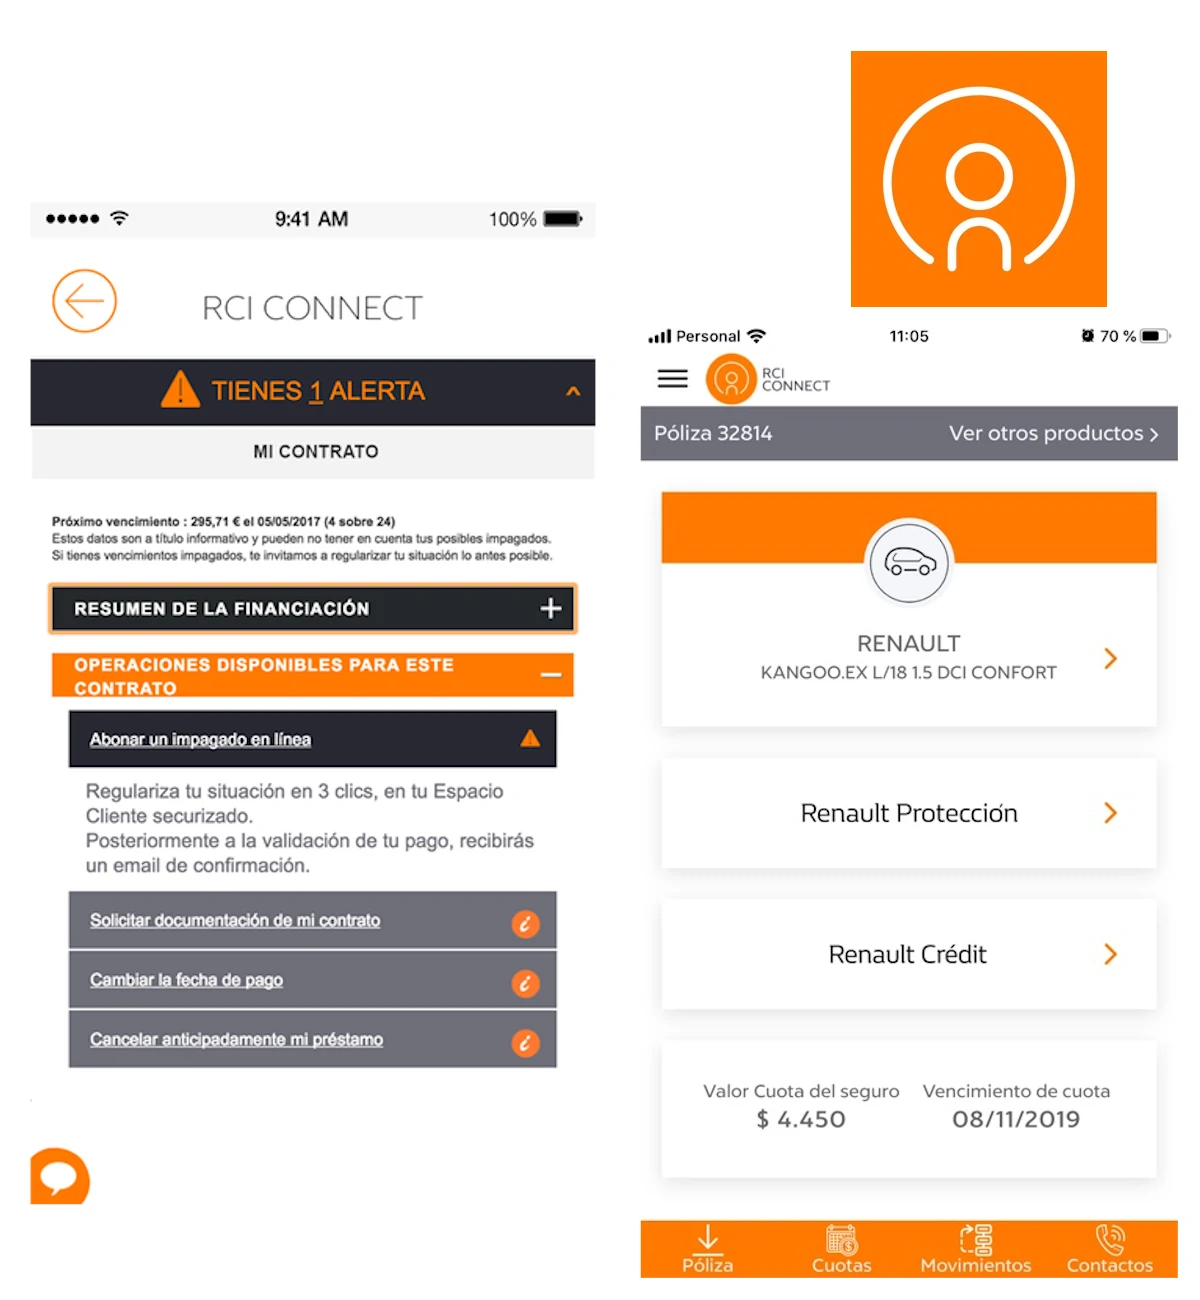 9:41 AM
100%
RCI CONNECT
TIENES 1 ALERTA
MI CONTRATO
Próximo vencimiento : 295,71 € el 05/05/2017 (4 sobre 24)
Estos datos son a título informativo y pueden no tener en cuenta tus posibles impagados.
Si tienes vencimientos impagados, te invitamos a regularizar tu situación lo antes posible.
RESUMEN DE LA FINANCIACIÓN
OPERACIONES DISPONIBLES PARA ESTE
CONTRATO
Abonar un impagado en línea
Regulariza tu situación en 3 clics, en tu Espacio
Cliente securizado.
Posteriormente a la validación de tu pago, recibirás
un email de confirmación.
Solicitar documentación de mi contrato
Cambiar la fecha de pago
Cancelar anticipadamente mi préstamo
Personal
11:05
70 %
RCI
CONNECT
Póliza 32814
Ver otros productos
RENAULT
KANGOO.EX L/18 1.5 DCI CONFORT
Renault Protección
Renault Crédit
Valor Cuota del seguro
$ 4.450
Vencimiento de cuota
08/11/2019
Póliza
Cuotas
Movimientos
Contactos